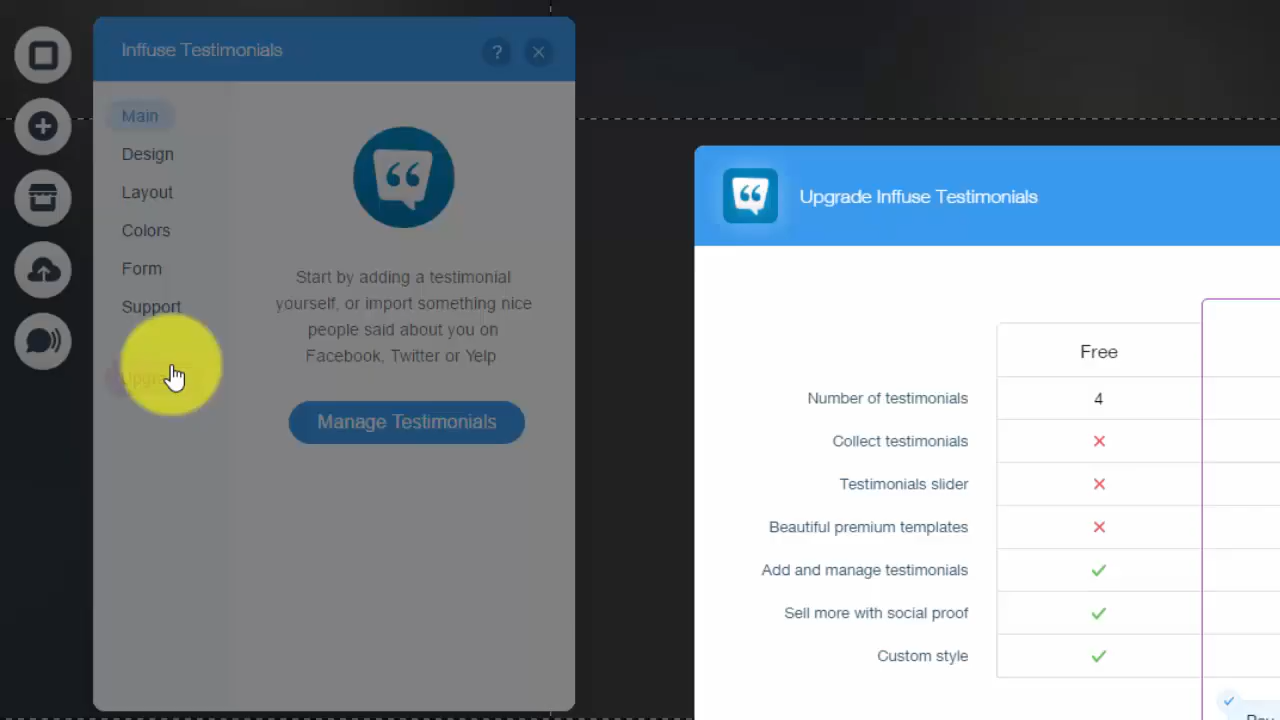 Inffuse Testimonials
?
Main
Design
Layout
Colors
Form
Support
Start by adding a testimonial
yourself, or import something nice
people said about you on
Facebook, Twitter or Yelp
Manage Testimonials
Upgrade Inffuse Testimonials
Free
Number of testimonials 4
Collect testimonials
Testimonials slider
Beautiful premium templates
Add and manage testimonials
Sell more with social proof
Custom style